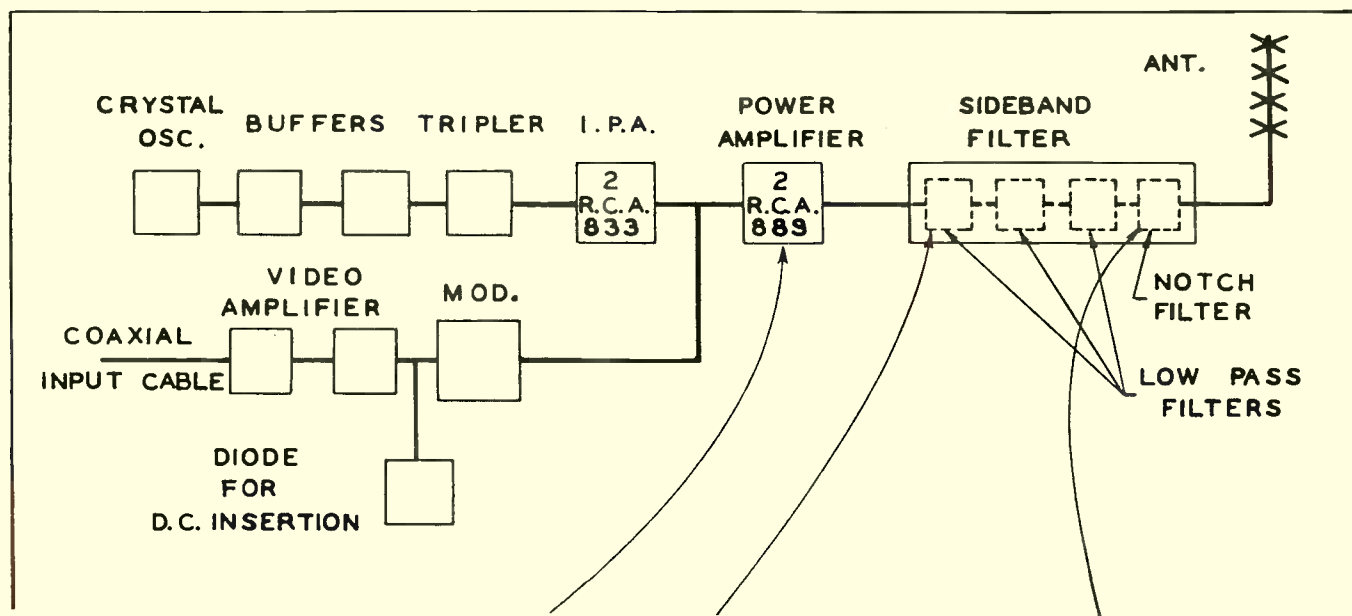 CRYSTAL
OSC.
BUFFERS
TRIPLER
I.P.A.
2
R.C.A.
833
POWER
AMPLIFIER
2
R.C.A.
889
SIDEBAND
FILTER
ANT.
NOTCH
FILTER
LOW PASS
FILTERS
VIDEO
AMPLIFIER
MOD.
COAXIAL
INPUT CABLE
DIODE
FOR
D.C. INSERTION